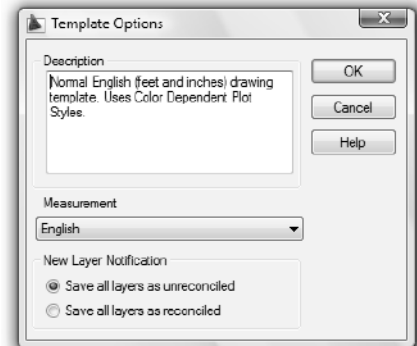 Template Options
Description
Normal English (feet and inches) drawing
template. Uses Color Dependent Plot
Styles.
OK
Cancel
Help
Measurement
English
New Layer Notification
Save all layers as unreconciled
Save all layers as reconciled